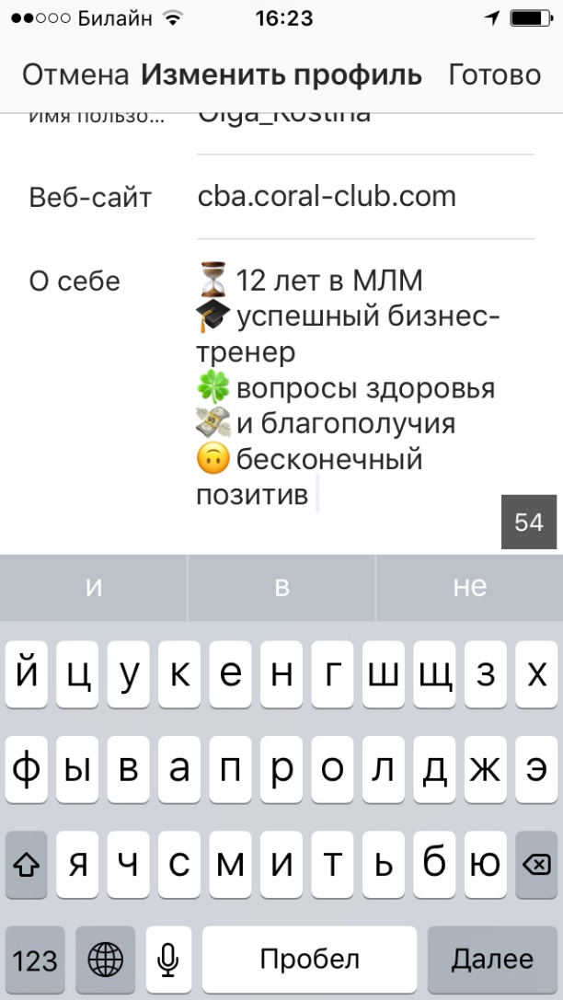 Билайн 16:23
Отмена Изменить профиль Готово
Имя пользо... Olga_Kostina
Веб-сайт cba.coral-club.com
О себе ⏳12 лет в МЛМ
🎓успешный бизнес-
тренер
🍀вопросы здоровья
💸и благополучия
🙃бесконечный
позитив
54
и в не
й ц у к е н г ш щ з х
ф ы в а п р о л д ж э
я ч с м и т ь б ю
123 Пробел Далее